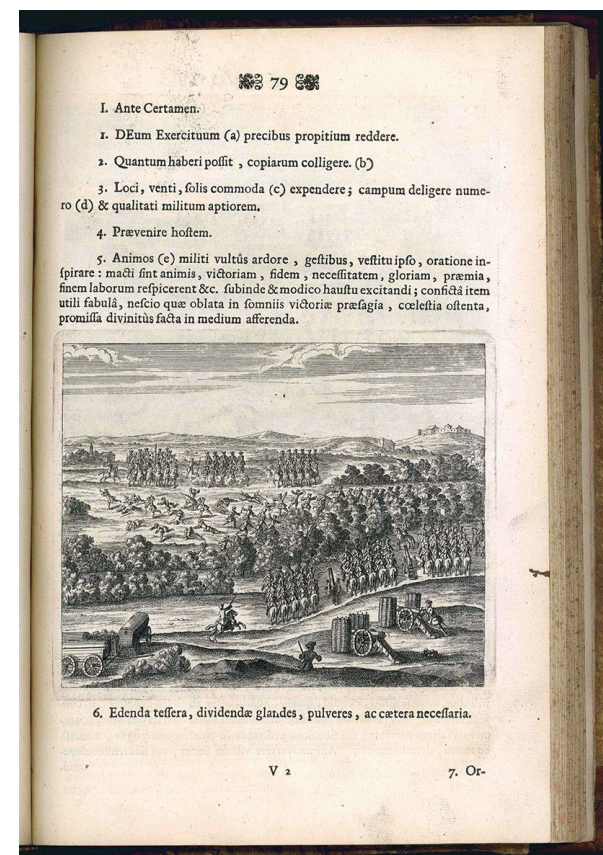 79
I. Ante Certamen.
1. DEum Exercituum (a) precibus propitium reddere.
2. Quantum haberi poſſit , copiarum colligere. (b)
3. Loci, venti, ſolis commoda (c) expendere; campum deligere nume-
ro (d) & qualitati militum aptiorem.
4. Prævenire hoſtem.
5. Animos (e) militi vultûs ardore , geſtibus, veſtitu ipſo, oratione in-
ſpirare : macti ſint animis, victoriam, fidem, neceſſitatem, gloriam, præmia,
finem laborum reſpicerent &c. ſubinde & modico hauſtu excitandi; confictâ item
utili fabulâ, neſcio quæ oblata in ſomniis victoriæ præſagia , cœleſtia oſtenta,
promiſſa divinitùs facta in medium afferenda.
6. Edenda teſſera, dividendæ glandes, pulveres, ac cætera neceſſaria.
V 2
7. Or-